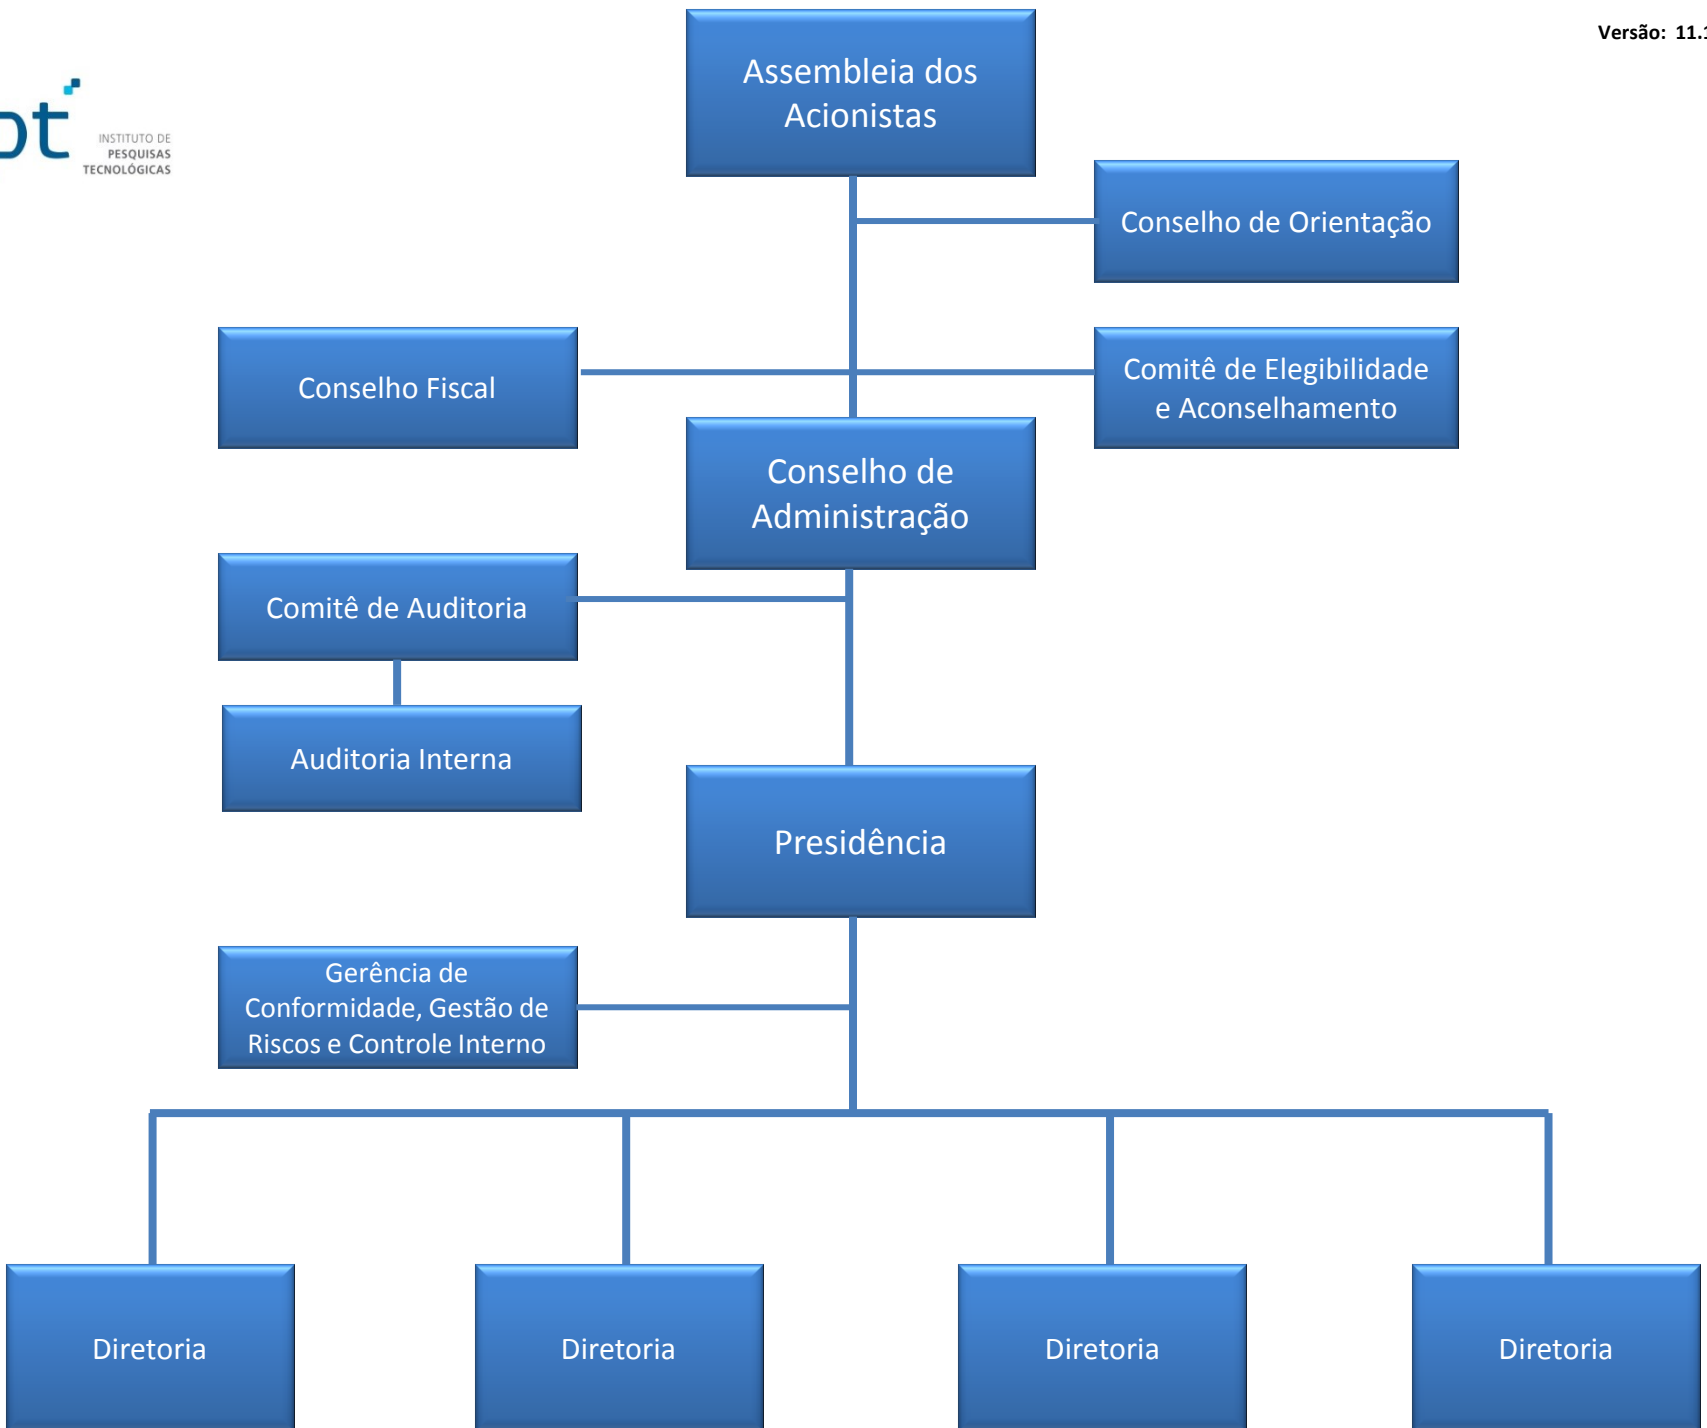 Versão: 11.1
pt
INSTITUTO DE
PESQUISAS
TECNOLÓGICAS
Assembleia dos
Acionistas
Conselho de Orientação
Conselho Fiscal
Comitê de Elegibilidade
e Aconselhamento
Conselho de
Administração
Comitê de Auditoria
Auditoria Interna
Presidência
Gerência de
Conformidade, Gestão de
Riscos e Controle Interno
Diretoria
Diretoria
Diretoria
Diretoria